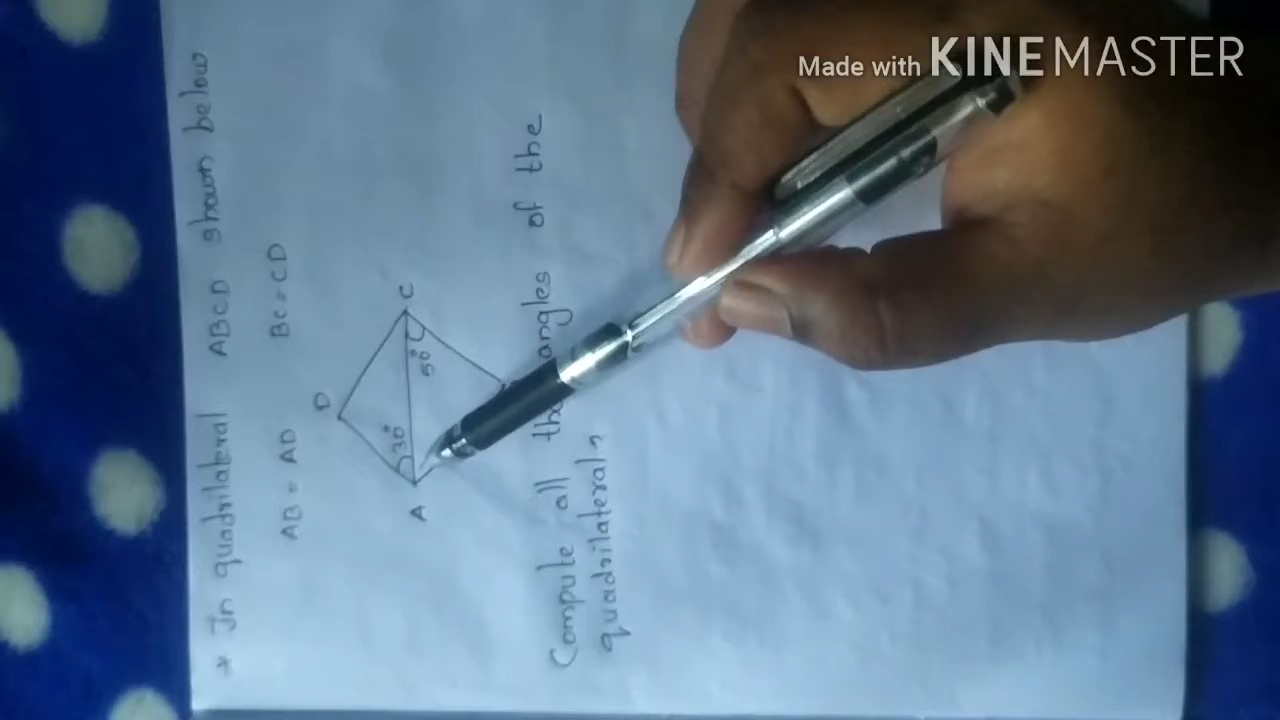 Made with KINEMASTER
* In quadrilateral ABCD shown below
AB = AD BC = CD
D
A 30° 50° C
Compute all the angles of the
quadrilateral?